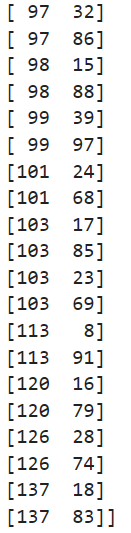 [ 97  32]
[ 97  86]
[ 98  15]
[ 98  88]
[ 99  39]
[ 99  97]
[101  24]
[101  68]
[103  17]
[103  85]
[103  23]
[103  69]
[113   8]
[113  91]
[120  16]
[120  79]
[126  28]
[126  74]
[137  18]
[137  83]]